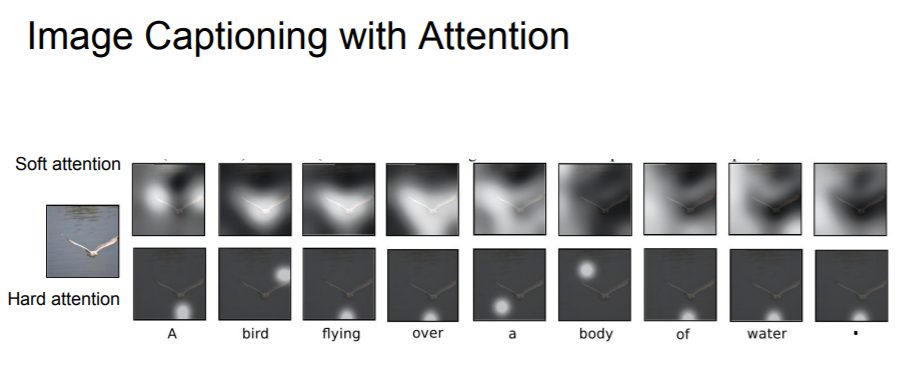 Image Captioning with Attention
Soft attention
Hard attention
A bird flying over a body of water .